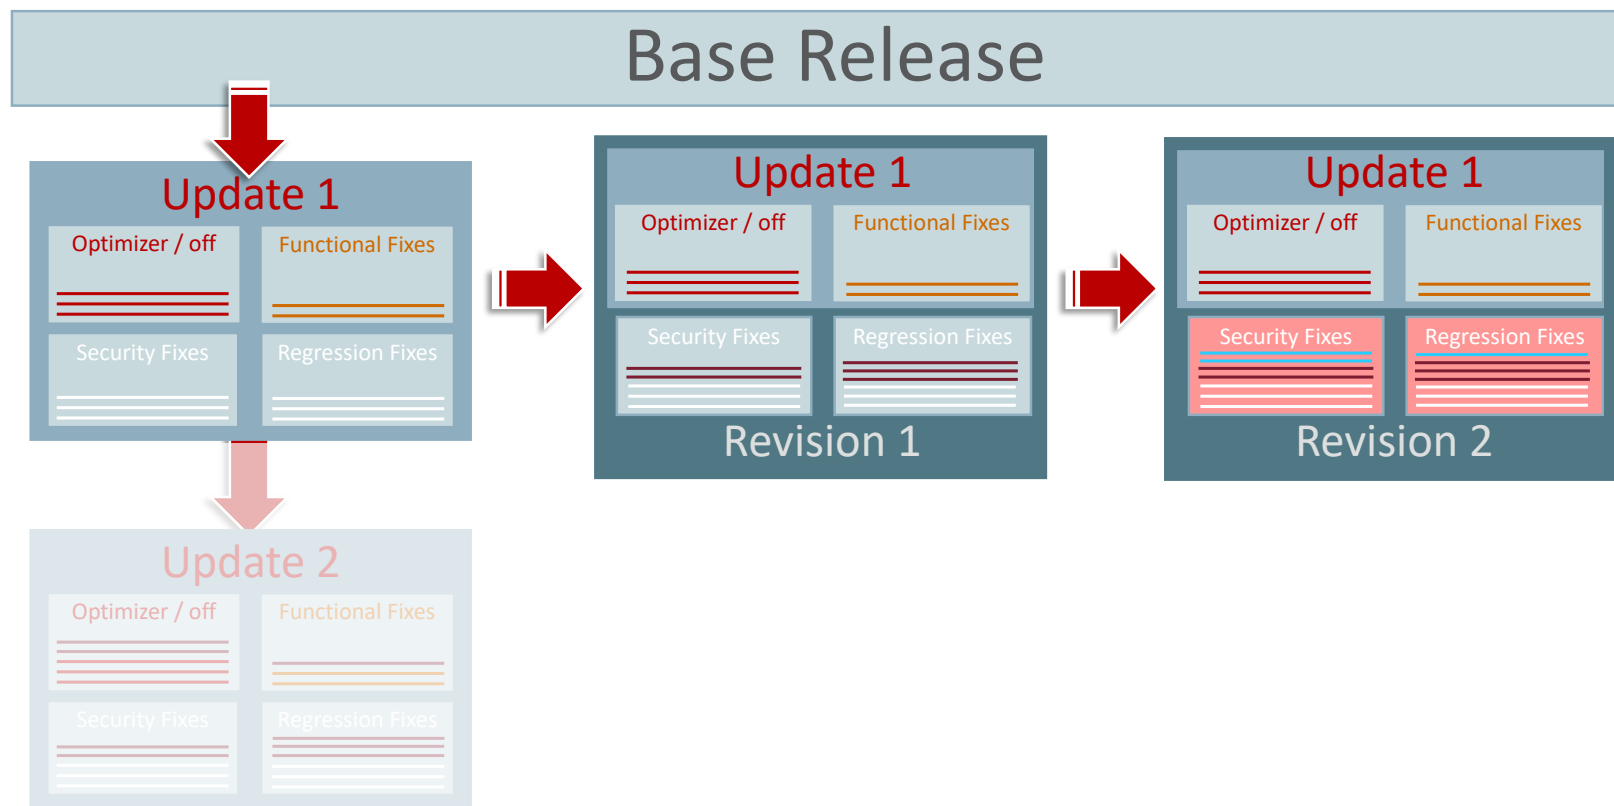 Base Release
Update 1
Optimizer / off
Functional Fixes
Security Fixes
Regression Fixes
Update 1
Optimizer / off
Functional Fixes
Security Fixes
Regression Fixes
Revision 1
Update 1
Optimizer / off
Functional Fixes
Security Fixes
Regression Fixes
Revision 2
Update 2
Optimizer / off
Functional Fixes
Security Fixes
Regression Fixes